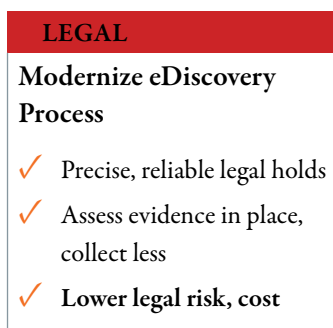 LEGAL
Modernize eDiscovery
Process
✓ Precise, reliable legal holds
✓ Assess evidence in place,
collect less
✓ Lower legal risk, cost